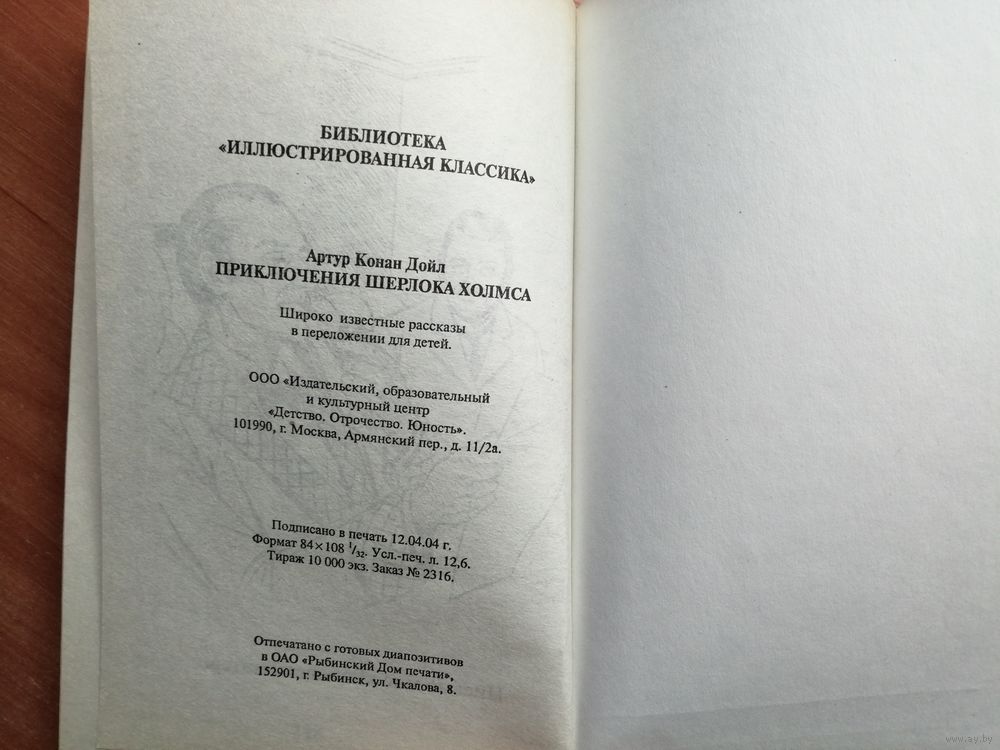 БИБЛИОТЕКА
«ИЛЛЮСТРИРОВАННАЯ КЛАССИКА»
Артур Конан Дойл
ПРИКЛЮЧЕНИЯ ШЕРЛОКА ХОЛМСА
Широко известные рассказы
в переложении для детей.
ООО «Издательский, образовательный
и культурный центр
«Детство. Отрочество. Юность».
101990, г. Москва, Армянский пер., д. 11/2а.
Подписано в печать 12.04.04 г.
Формат 84×108 1/32. Усл.-печ. л. 12,6.
Тираж 10 000 экз. Заказ № 2316.
Отпечатано с готовых диапозитивов
в ОАО «Рыбинский Дом печати»,
152901, г. Рыбинск, ул. Чкалова, 8.
www.ay.by